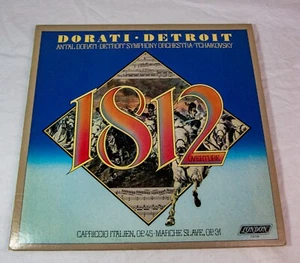 DORATI · DETROIT
ANTAL DORATI·DETROIT SYMPHONY ORCHESTRA·TCHAIKOVSKY
1812
OVERTURE
CAPRICCIO ITALIEN, OP. 45·MARCHE SLAVE, OP. 31
LONDON